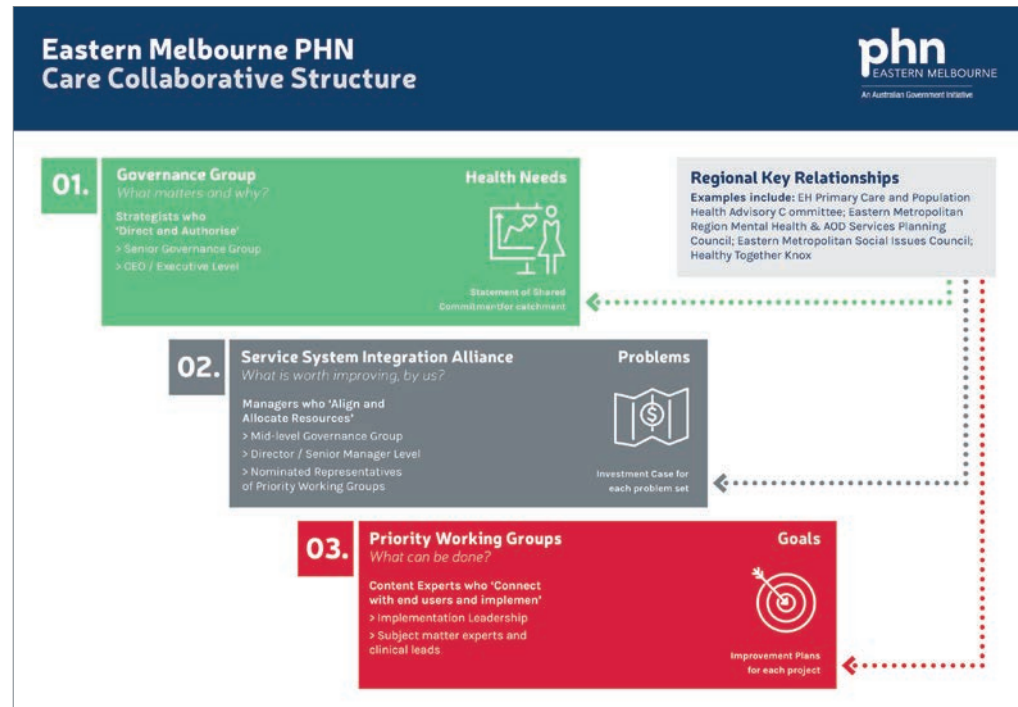 Eastern Melbourne PHN
Care Collaborative Structure
phn
EASTERN MELBOURNE
An Australian Government Initiative
01.
Governance Group
What matters and why?
Strategists who
'Direct and Authorise'
> Senior Governance Group
> CEO / Executive Level
Health Needs
Statement of Shared
Commitmentfor catchment
Regional Key Relationships
Examples include: EH Primary Care and Population
Health Advisory C ommittee; Eastern Metropolitan
Region Mental Health & AOD Services Planning
Council; Eastern Metropolitan Social Issues Council;
Healthy Together Knox
02.
Service System Integration Alliance
What is worth improving, by us?
Managers who 'Align and
Allocate Resources'
> Mid-level Governance Group
> Director / Senior Manager Level
> Nominated Representatives
of Priority Working Groups
Problems
$
Investment Case for
each problem set
03.
Priority Working Groups
What can be done?
Content Experts who 'Connect
with end users and implemen'
> Implementation Leadership
> Subject matter experts and
clinical leads
Goals
Improvement Plans
for each project